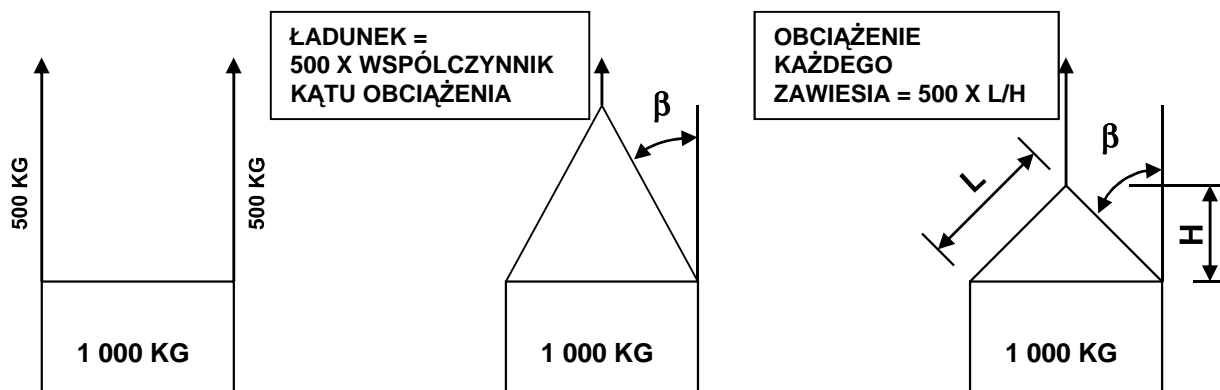 500 KG
500 KG
1 000 KG
ŁADUNEK =
500 X WSPÓLCZYNNIK
KĄTU OBCIĄŻENIA
β
1 000 KG
OBCIĄŻENIE
KAŻDEGO
ZAWIESIA = 500 X L/H
β
L
H
1 000 KG